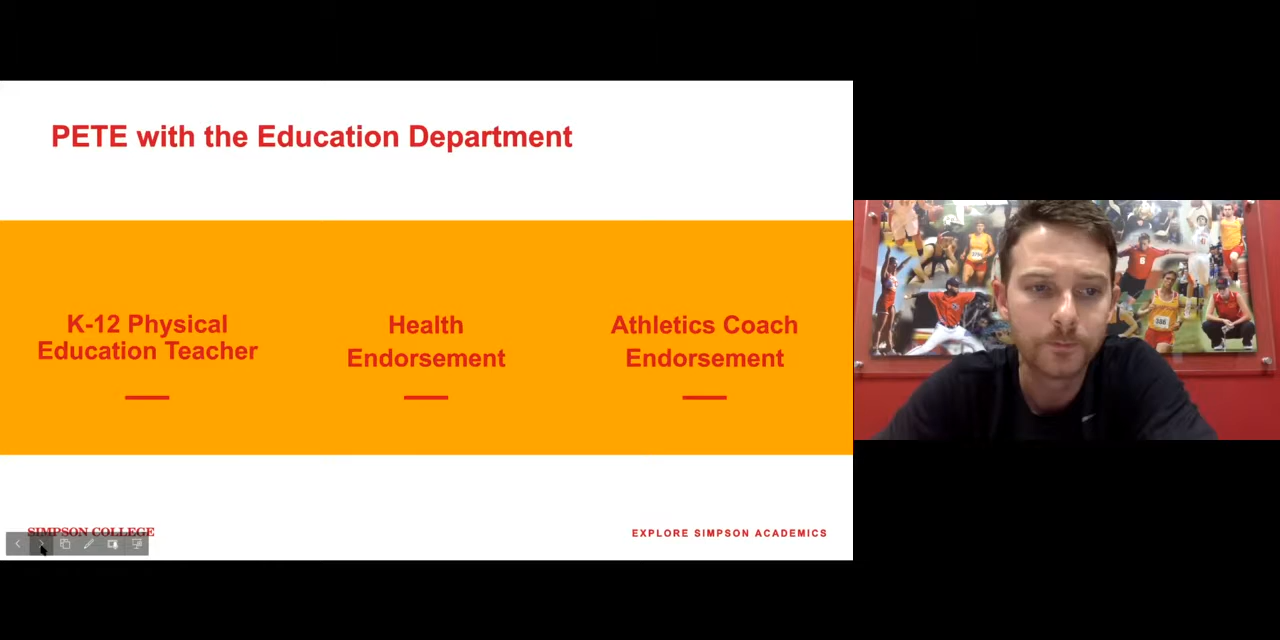 PETE with the Education Department
K-12 Physical
Education Teacher
Health
Endorsement
Athletics Coach
Endorsement
SIMPSON COLLEGE
EXPLORE SIMPSON ACADEMICS